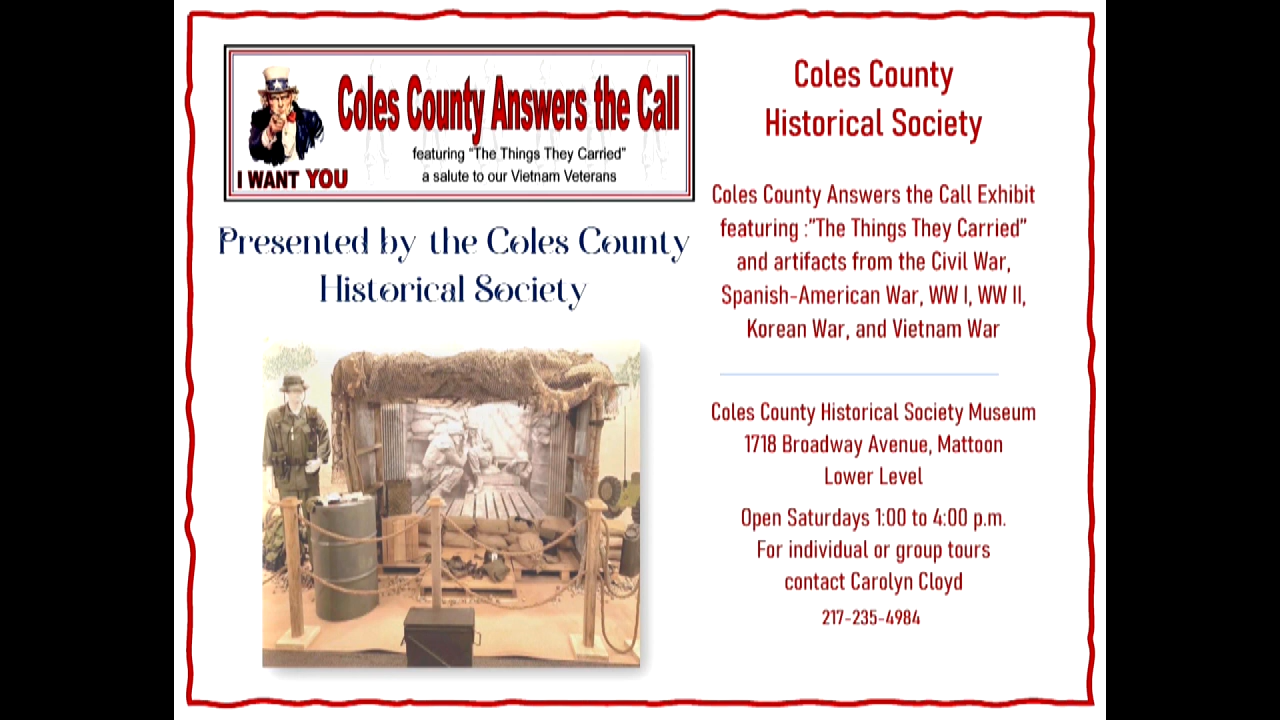 Coles County Answers the Call
featuring "The Things They Carried"
a salute to our Vietnam Veterans
I WANT YOU
Presented by the Coles County
Historical Society
Coles County
Historical Society
Coles County Answers the Call Exhibit
featuring :"The Things They Carried"
and artifacts from the Civil War,
Spanish-American War, WW I, WW II,
Korean War, and Vietnam War
Coles County Historical Society Museum
1718 Broadway Avenue, Mattoon
Lower Level
Open Saturdays 1:00 to 4:00 p.m.
For individual or group tours
contact Carolyn Cloyd
217-235-4984